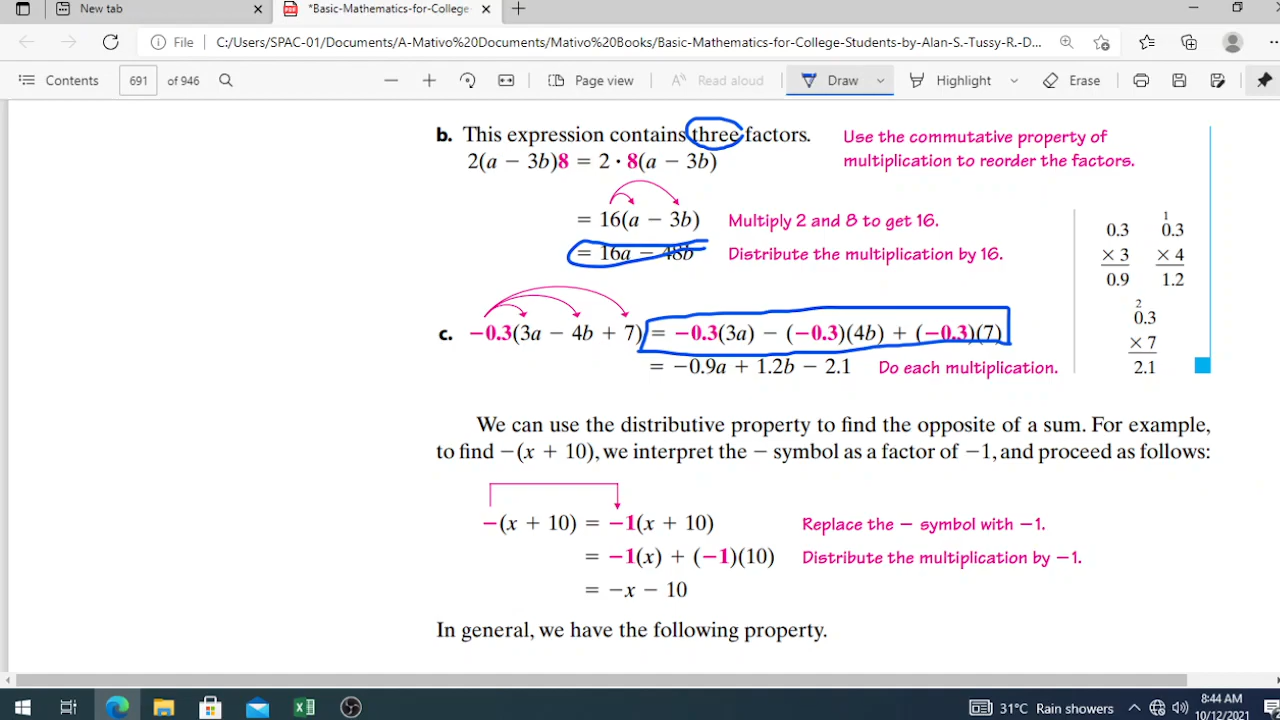 New tab
*Basic-Mathematics-for-College-
File C:/Users/SPAC-01/Documents/A-Mativo%20Documents/Mativo%20Books/Basic-Mathematics-for-College-Students-by-Alan-S.-Tussy-R.-D...
Contents 691 of 946 Page view Read aloud Draw Highlight Erase
b. This expression contains three factors. Use the commutative property of
2(a − 3b)8 = 2 · 8(a − 3b) multiplication to reorder the factors.
= 16(a − 3b) Multiply 2 and 8 to get 16.
= 16a − 48b Distribute the multiplication by 16.
0.3
× 3
0.9
1
0.3
× 4
1.2
2
0.3
× 7
2.1
c. −0.3(3a − 4b + 7) = −0.3(3a) − (−0.3)(4b) + (−0.3)(7)
= −0.9a + 1.2b − 2.1 Do each multiplication.
We can use the distributive property to find the opposite of a sum. For example,
to find −(x + 10), we interpret the − symbol as a factor of −1, and proceed as follows:
−(x + 10) = −1(x + 10) Replace the − symbol with −1.
= −1(x) + (−1)(10) Distribute the multiplication by −1.
= −x − 10
In general, we have the following property.
31°C Rain showers
8:44 AM
10/12/2021